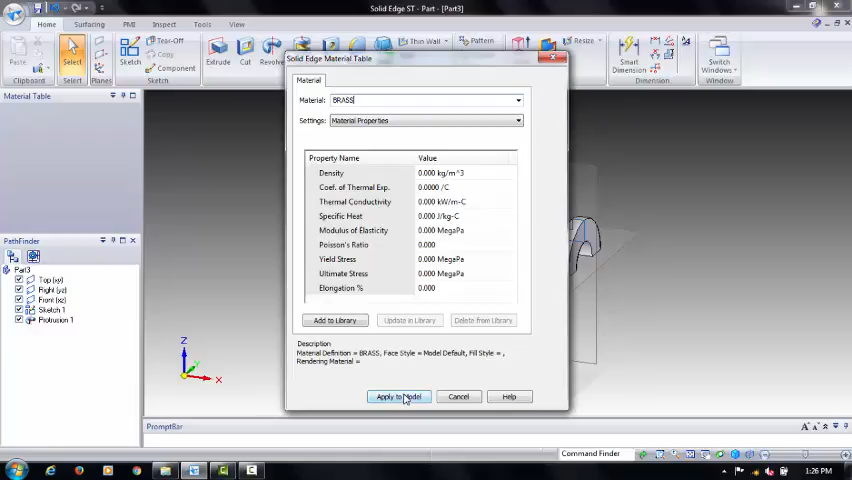 Solid Edge ST - Part - [Part3]
Home Surfacing PMI Inspect Tools View
Paste Select Planes Sketch Tear-Off Component Extrude Cut Revolve Thin Wall Pattern Resize Smart Dimension Switch Windows
Clipboard Select Planes Sketch Dimension Window
Solid Edge Material Table
Material
Material: BRASS
Settings: Material Properties
Property Name Value
Density 0.000 kg/m^3
Coef. of Thermal Exp. 0.0000 /C
Thermal Conductivity 0.000 kW/m-C
Specific Heat 0.000 J/kg-C
Modulus of Elasticity 0.000 MegaPa
Poisson's Ratio 0.000
Yield Stress 0.000 MegaPa
Ultimate Stress 0.000 MegaPa
Elongation % 0.000
Add to Library Update in Library Delete from Library
Description
Material Definition = BRASS, Face Style = Model Default, Fill Style = ,
Rendering Material =
Apply to Model Cancel Help
Material Table
PathFinder
Part3
Top (xy)
Right (yz)
Front (xz)
Sketch 1
Protrusion 1
Z
Y
X
PromptBar
Command Finder
1:26 PM